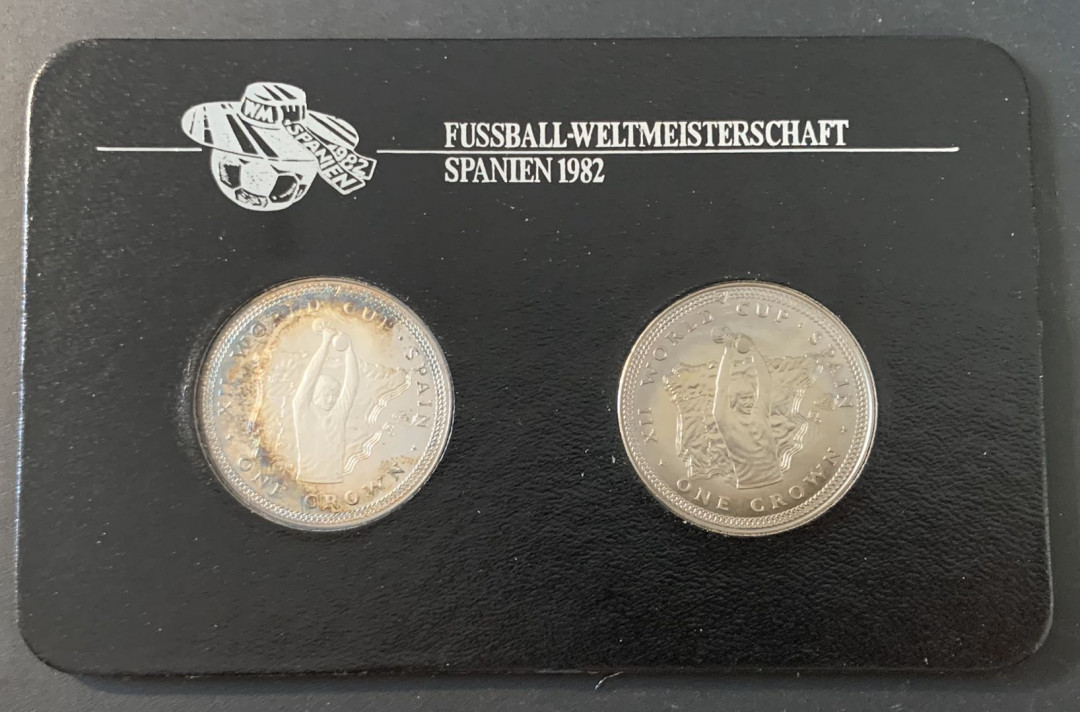 WM
SPANIEN
1982
FUSSBALL-WELTMEISTERSCHAFT
SPANIEN 1982
XII WORLD CUP · SPAIN ·
ONE CROWN
XII WORLD CUP · SPAIN ·
ONE CROWN